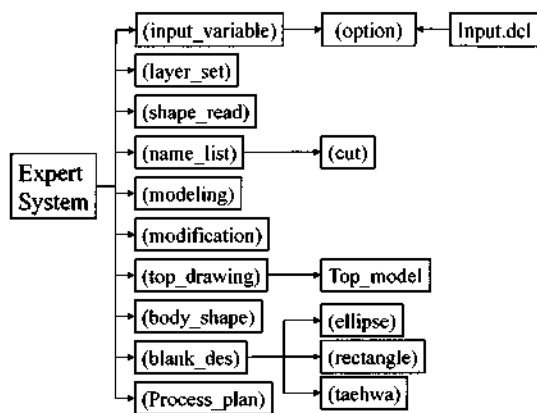 (input_variable)
(option)
Input.dcl
(layer_set)
(shape_read)
(name_list)
(cut)
Expert
System
(modeling)
(modification)
(top_drawing)
Top_model
(body_shape)
(ellipse)
(blank_des)
(rectangle)
(taehwa)
(Process_plan)